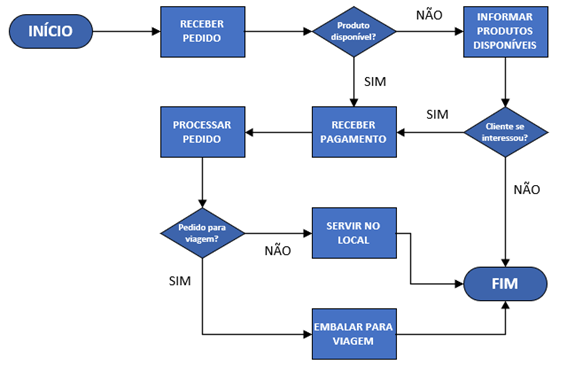 INÍCIO
RECEBER
PEDIDO
Produto
disponível?
NÃO
INFORMAR
PRODUTOS
DISPONÍVEIS
SIM
PROCESSAR
PEDIDO
RECEBER
PAGAMENTO
SIM
Cliente se
interessou?
NÃO
Pedido para
viagem?
NÃO
SERVIR NO
LOCAL
SIM
FIM
EMBALAR PARA
VIAGEM